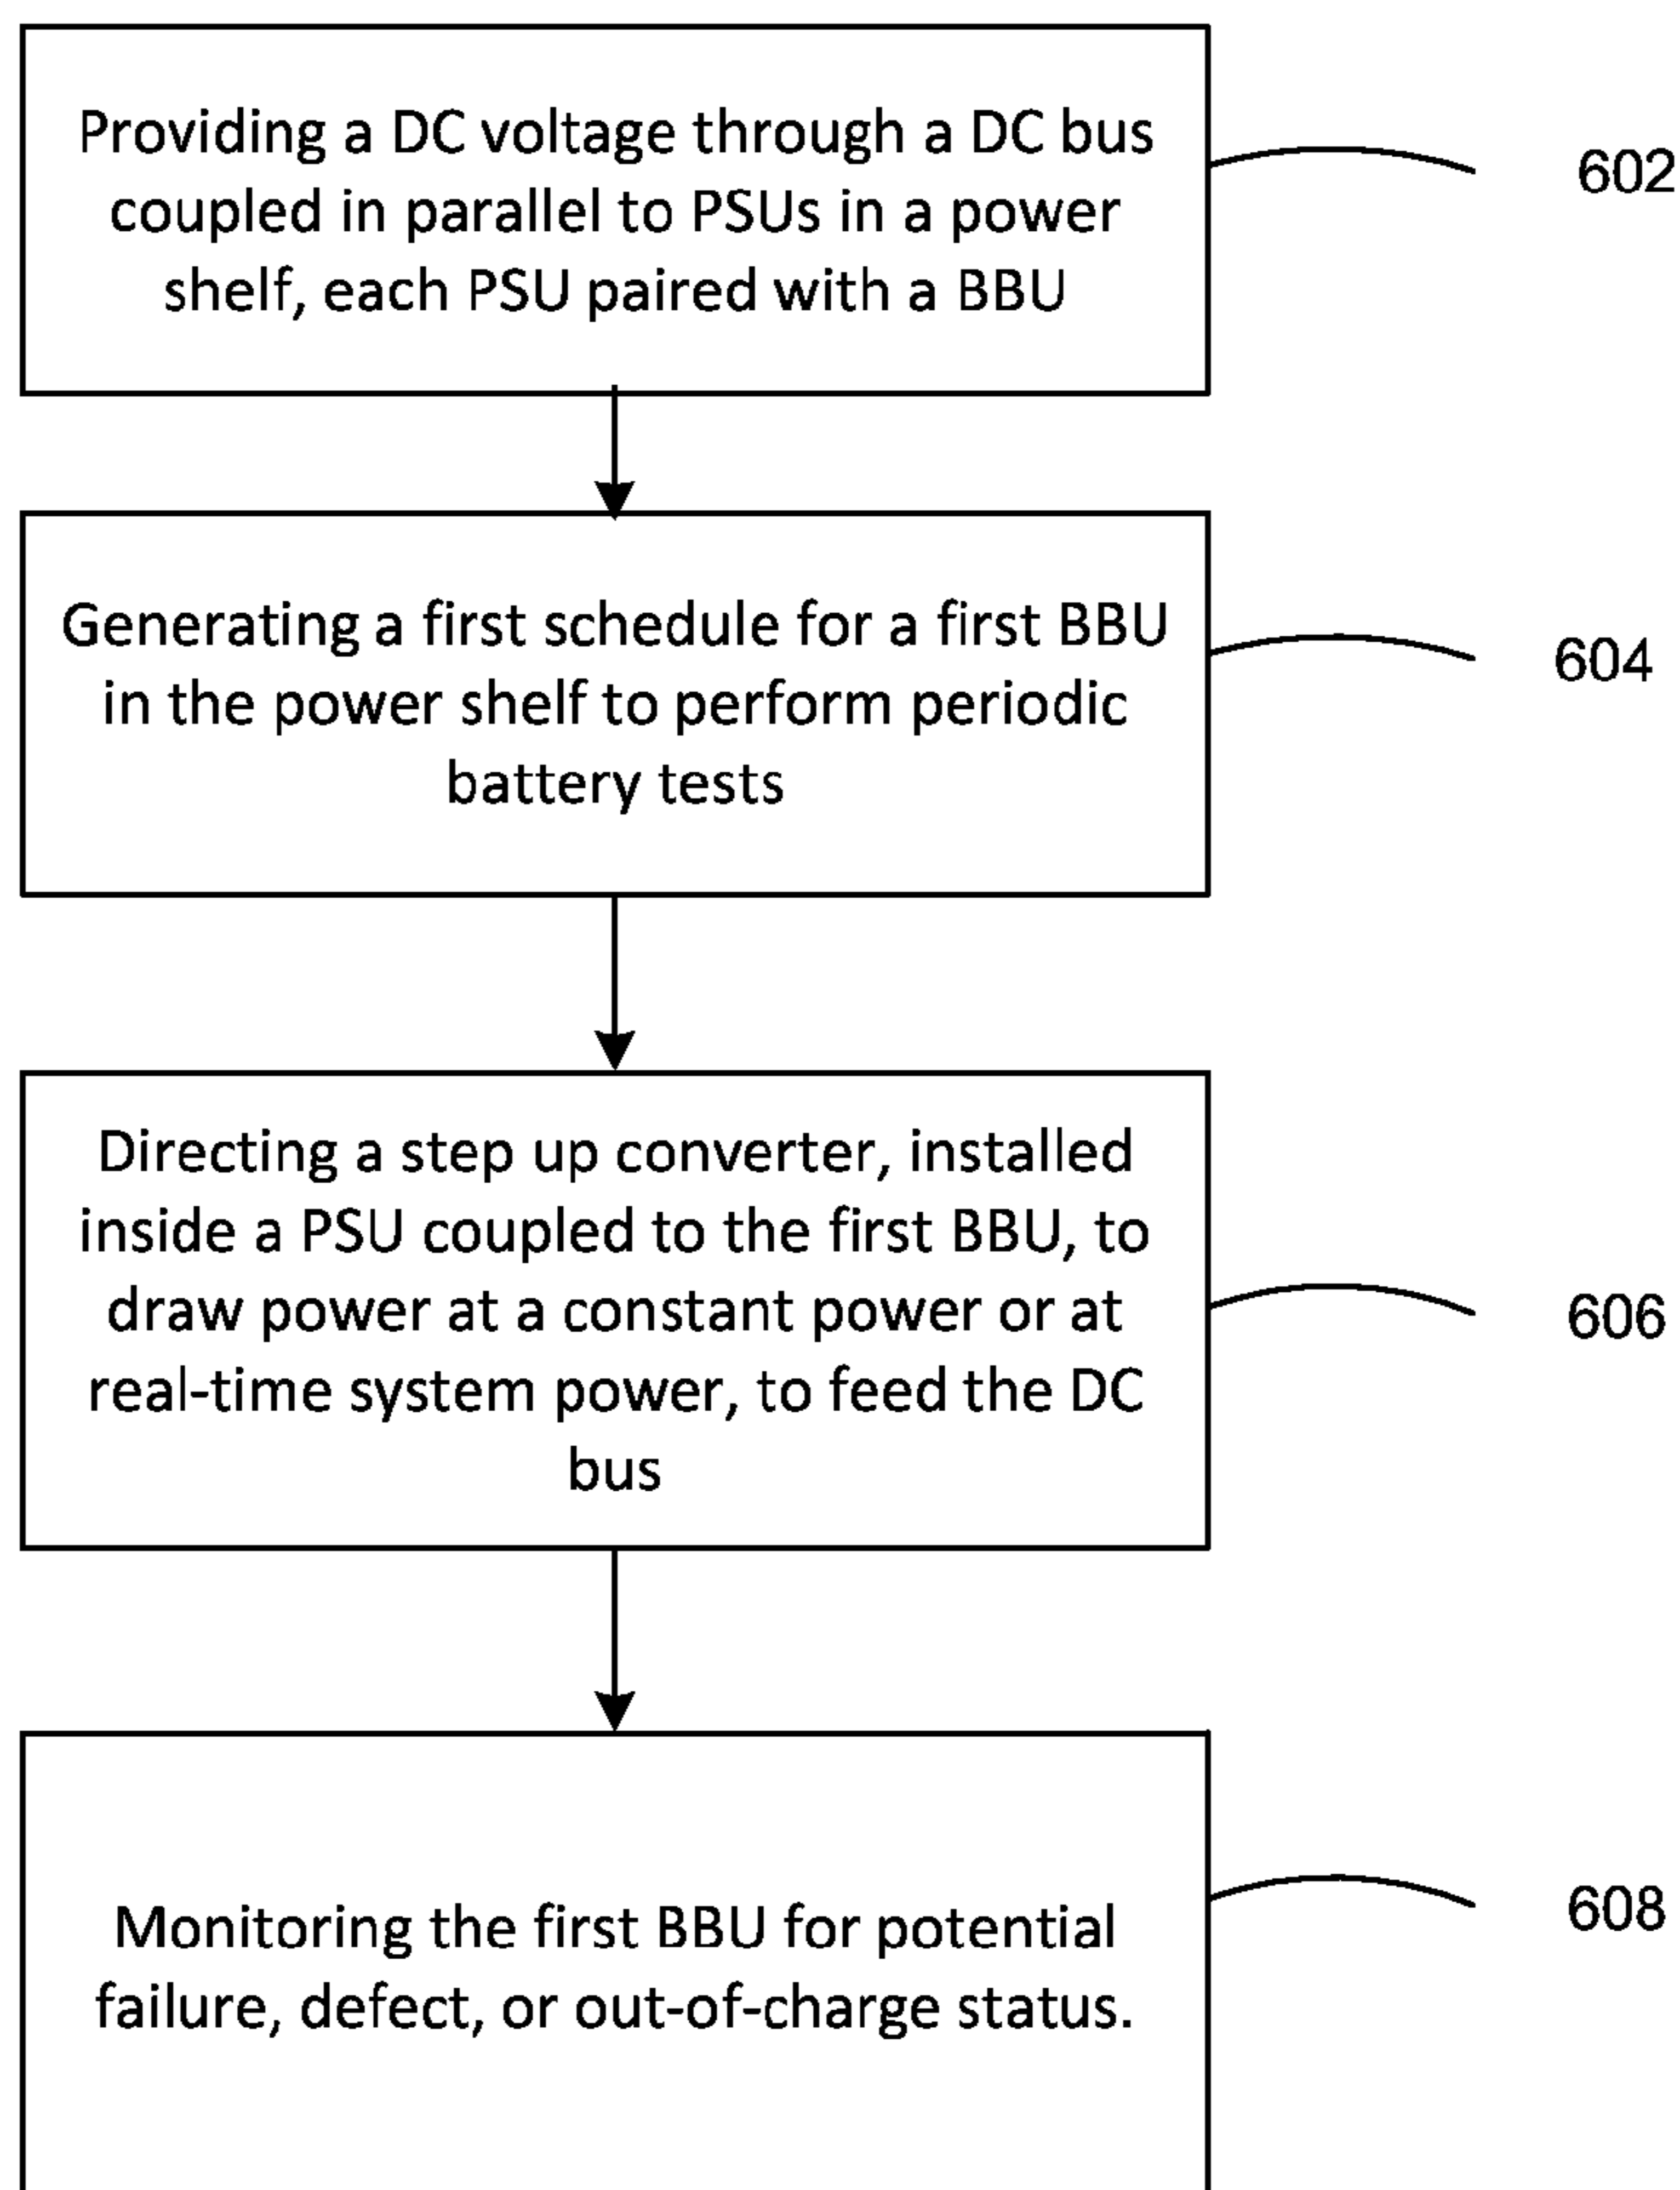 Providing a DC voltage through a DC bus
coupled in parallel to PSUs in a power
shelf, each PSU paired with a BBU
602
Generating a first schedule for a first BBU
in the power shelf to perform periodic
battery tests
604
Directing a step up converter, installed
inside a PSU coupled to the first BBU, to
draw power at a constant power or at
real-time system power, to feed the DC
bus
606
Monitoring the first BBU for potential
failure, defect, or out-of-charge status.
608